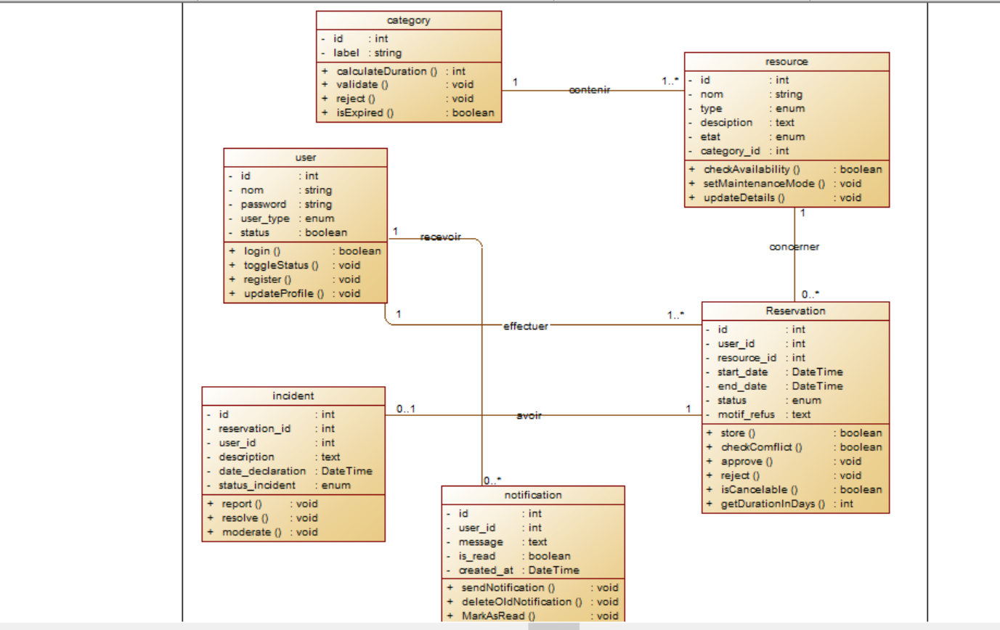 category
- id : int
- label : string
+ calculateDuration () : int
+ validate () : void
+ reject () : void
+ isExpired () : boolean
1
contenir
1..*
resource
- id : int
- nom : string
- type : enum
- desciption : text
- etat : enum
- category_id : int
+ checkAvailability () : boolean
+ setMaintenanceMode () : void
+ updateDetails () : void
user
- id : int
- nom : string
- password : string
- user_type : enum
- status : boolean
+ login () : boolean
+ toggleStatus () : void
+ register () : void
+ updateProfile () : void
1
recevoir
0..*
1
concerner
0..*
1
effectuer
1..*
Reservation
- id : int
- user_id : int
- resource_id : int
- start_date : DateTime
- end_date : DateTime
- status : enum
- motif_refus : text
+ store () : boolean
+ checkComflict () : boolean
+ approve () : void
+ reject () : void
+ isCancelable () : boolean
+ getDurationInDays () : int
0..1
avoir
1
incident
- id : int
- reservation_id : int
- user_id : int
- description : text
- date_declaration : DateTime
- status_incident : enum
+ report () : void
+ resolve () : void
+ moderate () : void
notification
- id : int
- user_id : int
- message : text
- is_read : boolean
- created_at : DateTime
+ sendNotification () : void
+ deleteOldNotification () : void
+ MarkAsRead () : void